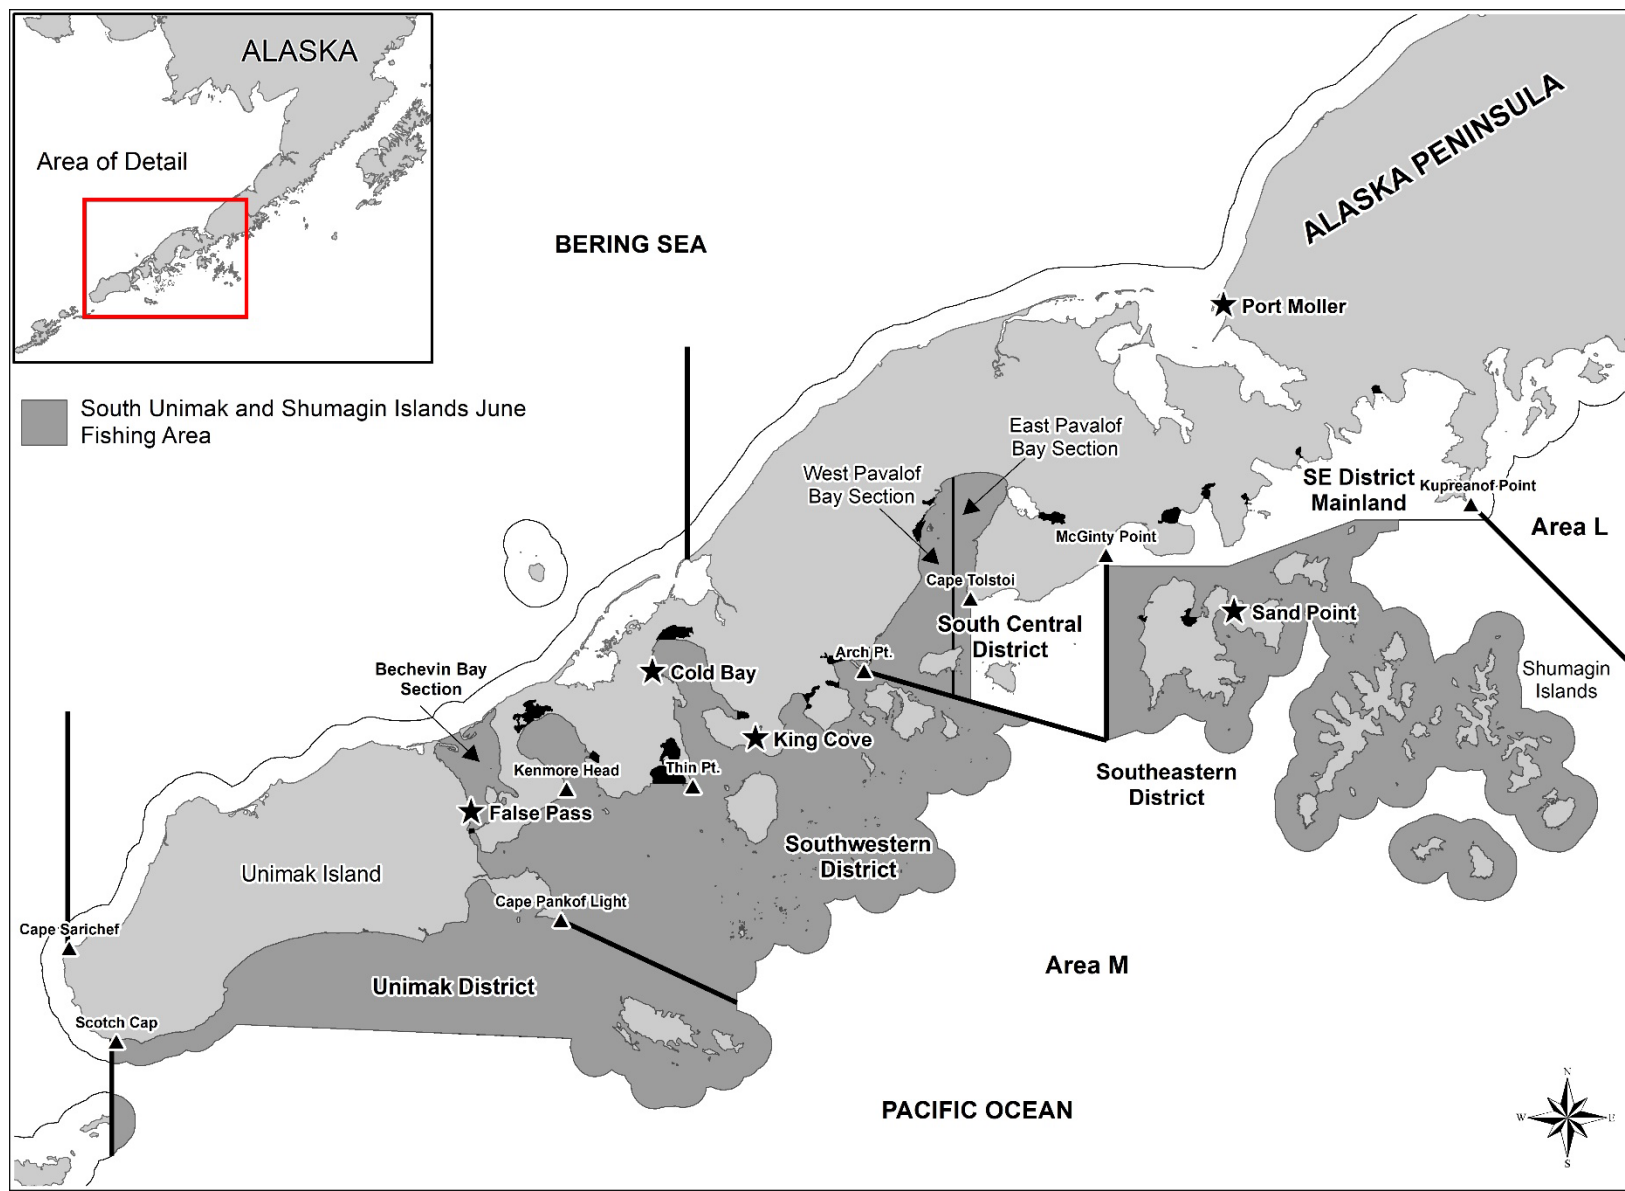 ALASKA
Area of Detail
South Unimak and Shumagin Islands June
Fishing Area
BERING SEA
ALASKA PENINSULA
Port Moller
East Pavalof
Bay Section
West Pavalof
Bay Section
SE District
Mainland
Kupreanof Point
Area L
McGinty Point
Cape Tolstoi
South Central
District
Sand Point
Arch Pt.
Shumagin
Islands
Bechevin Bay
Section
Cold Bay
King Cove
Kenmore Head
Thin Pt.
Southeastern
District
False Pass
Southwestern
District
Unimak Island
Cape Pankof Light
Cape Sarichef
Area M
Unimak District
Scotch Cap
PACIFIC OCEAN
N
W
E
S